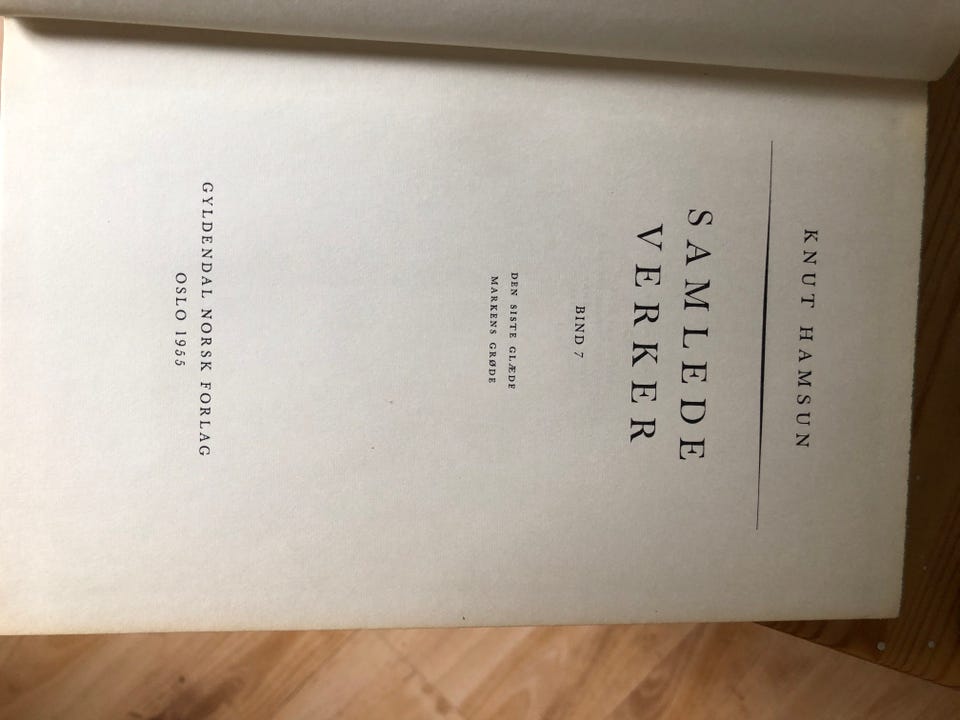 KNUT HAMSUN
SAMLEDE
VERKER
BIND 7
DEN SISTE GLÆDE
MARKENS GRØDE
GYLDENDAL NORSK FORLAG
OSLO 1955